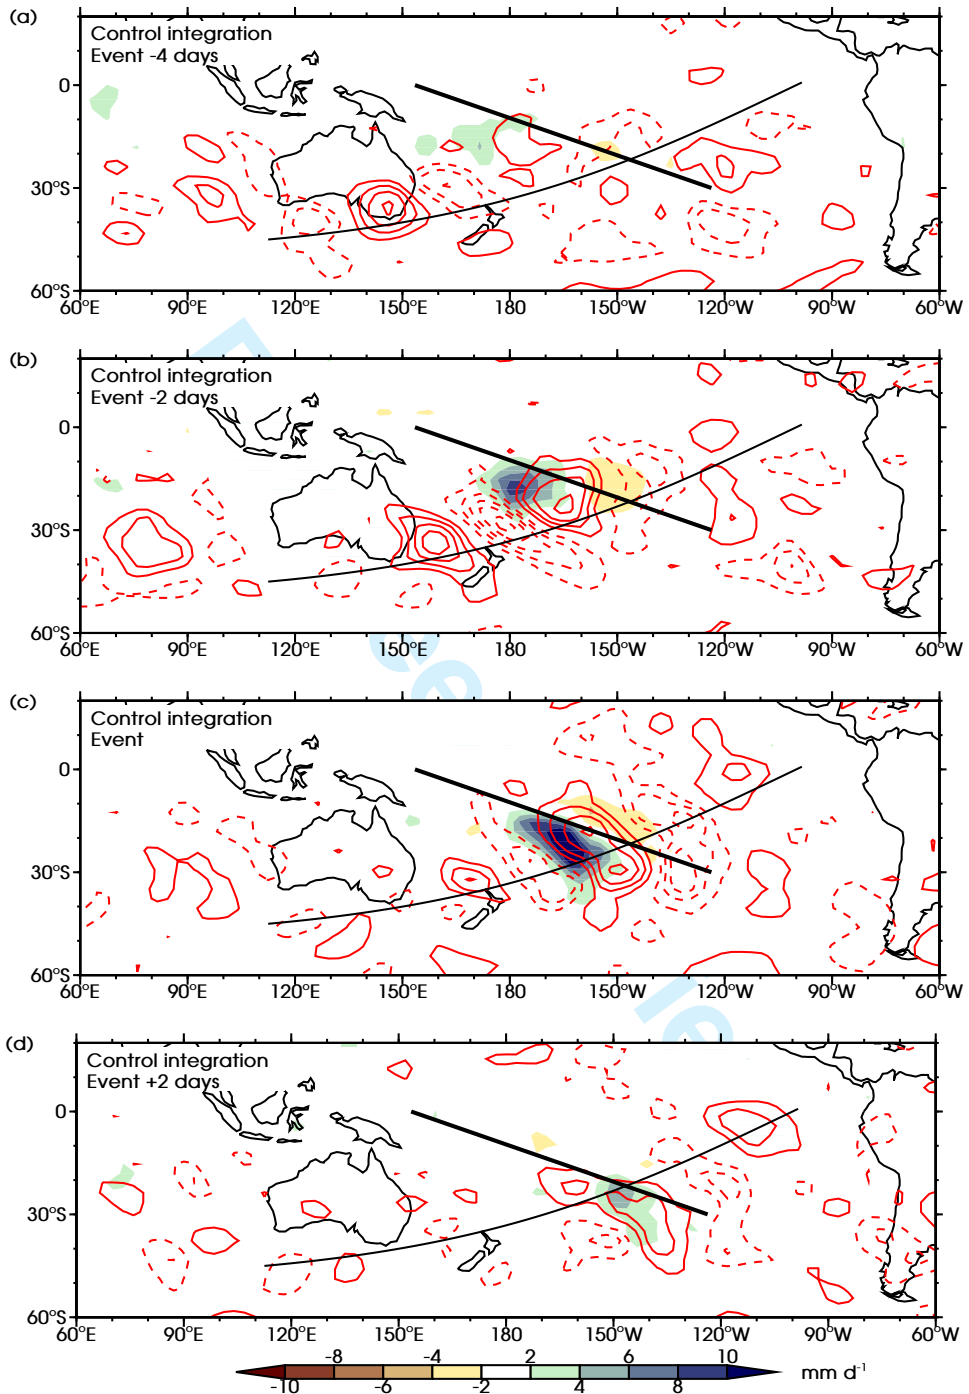 (a)
Control integration
Event -4 days
0
30°S
60°S
60°E 90°E 120°E 150°E 180 150°W 120°W 90°W 60°W
(b)
Control integration
Event -2 days
0
30°S
60°S
60°E 90°E 120°E 150°E 180 150°W 120°W 90°W 60°W
(c)
Control integration
Event
0
30°S
60°S
60°E 90°E 120°E 150°E 180 150°W 120°W 90°W 60°W
(d)
Control integration
Event +2 days
0
30°S
60°S
60°E 90°E 120°E 150°E 180 150°W 120°W 90°W 60°W
-8 -4 2 6 10
-10 -6 -2 4 8
mm d⁻¹